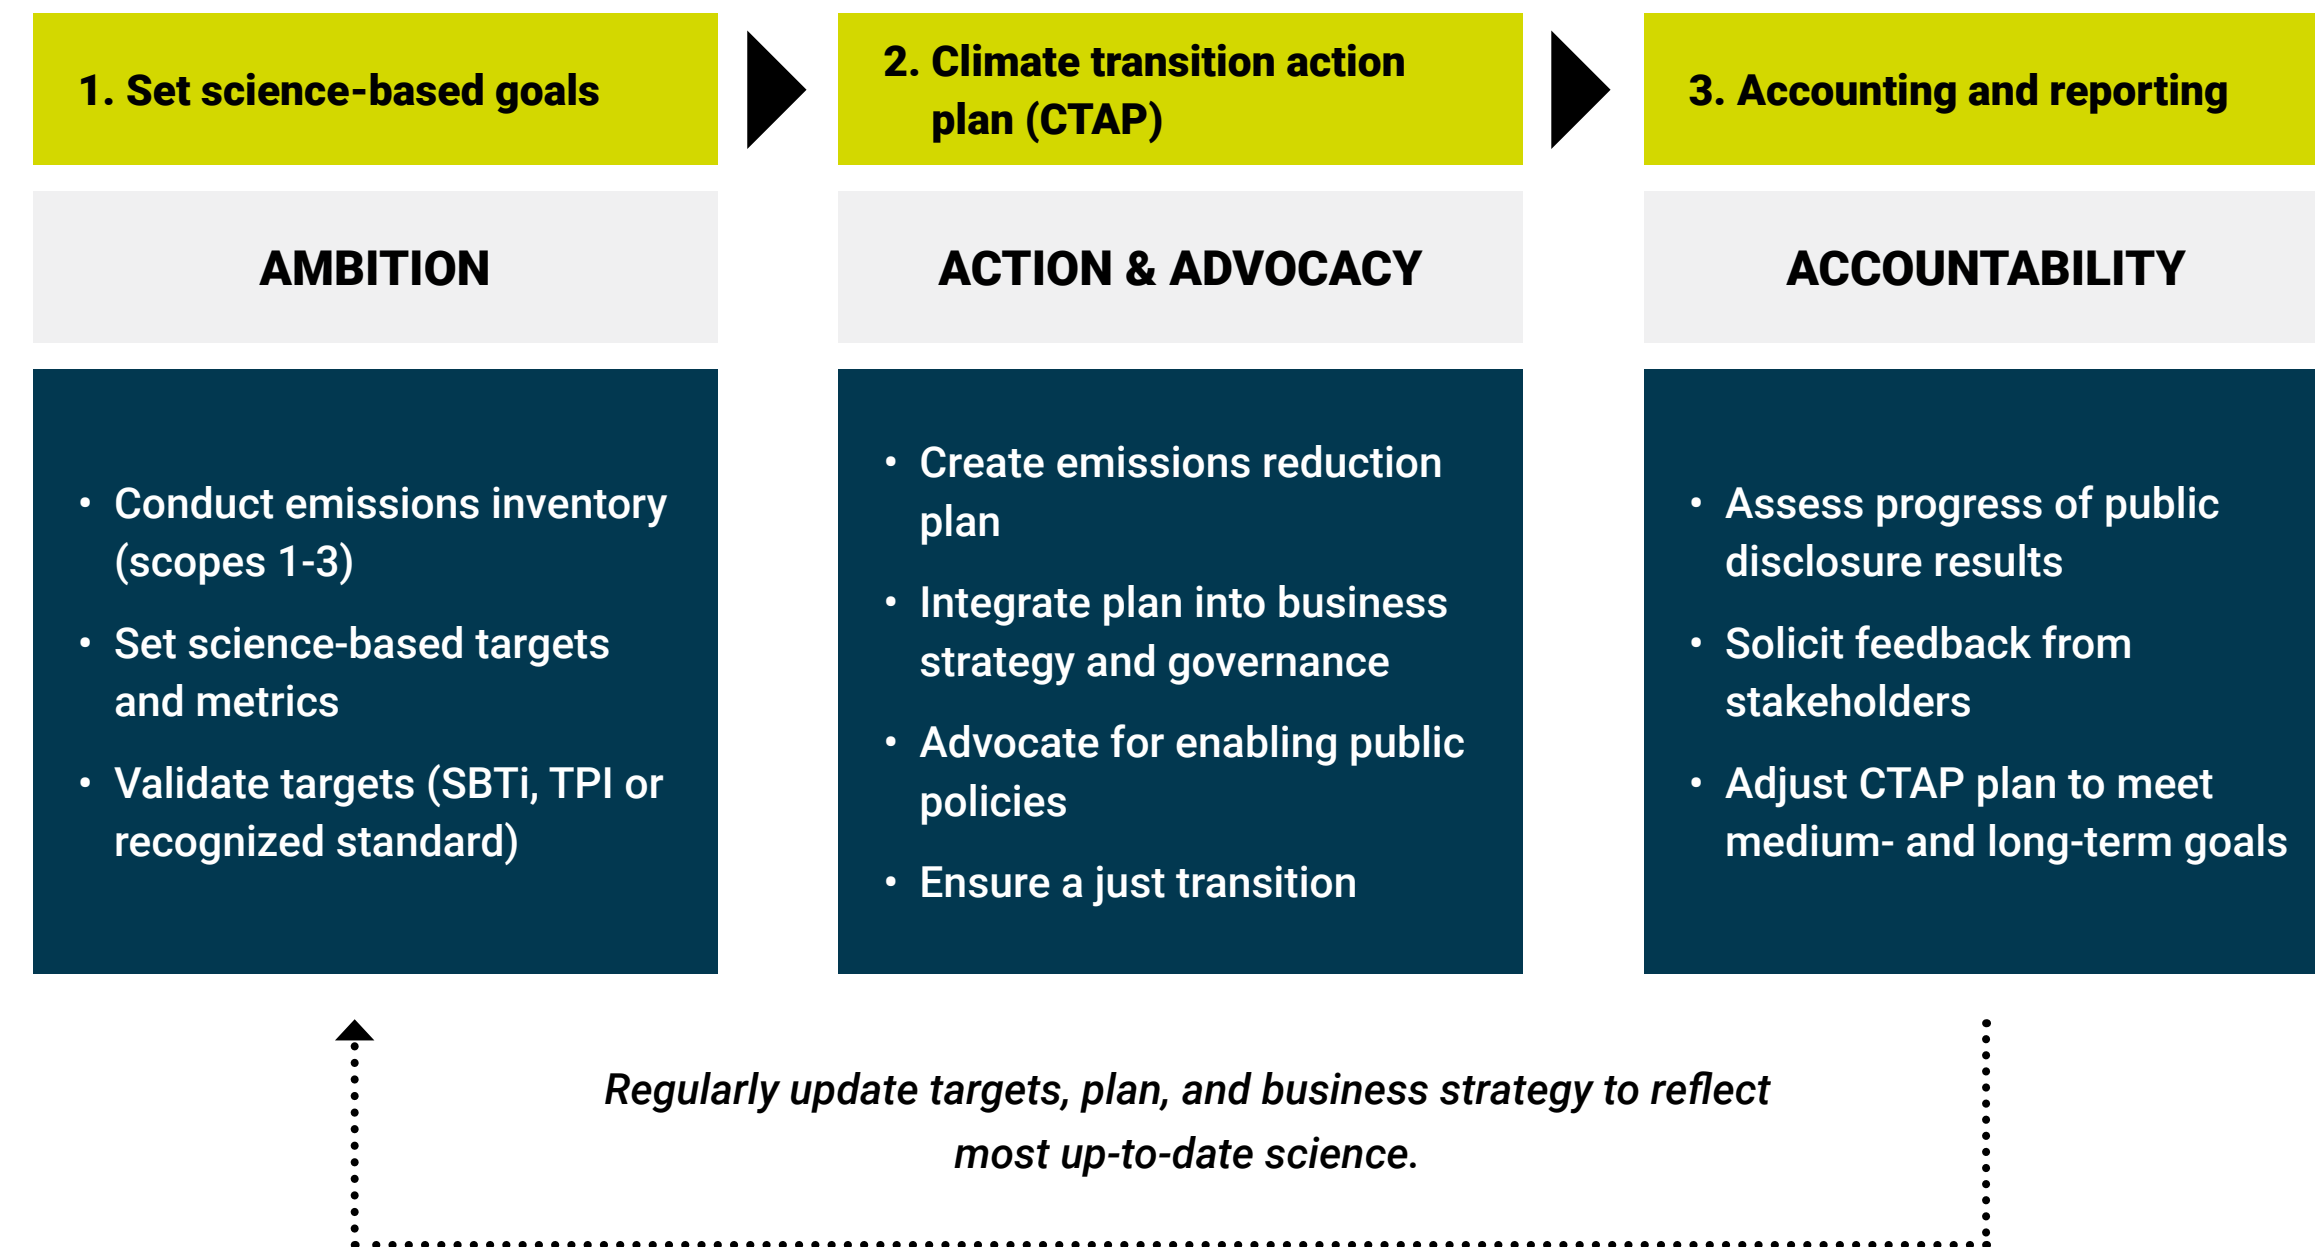 1. Set science-based goals
2. Climate transition action
plan (CTAP)
3. Accounting and reporting
AMBITION
ACTION & ADVOCACY
ACCOUNTABILITY
• Conduct emissions inventory
(scopes 1-3)
• Set science-based targets
and metrics
• Validate targets (SBTi, TPI or
recognized standard)
• Create emissions reduction
plan
• Integrate plan into business
strategy and governance
• Advocate for enabling public
policies
• Ensure a just transition
• Assess progress of public
disclosure results
• Solicit feedback from
stakeholders
• Adjust CTAP plan to meet
medium- and long-term goals
Regularly update targets, plan, and business strategy to reflect
most up-to-date science.